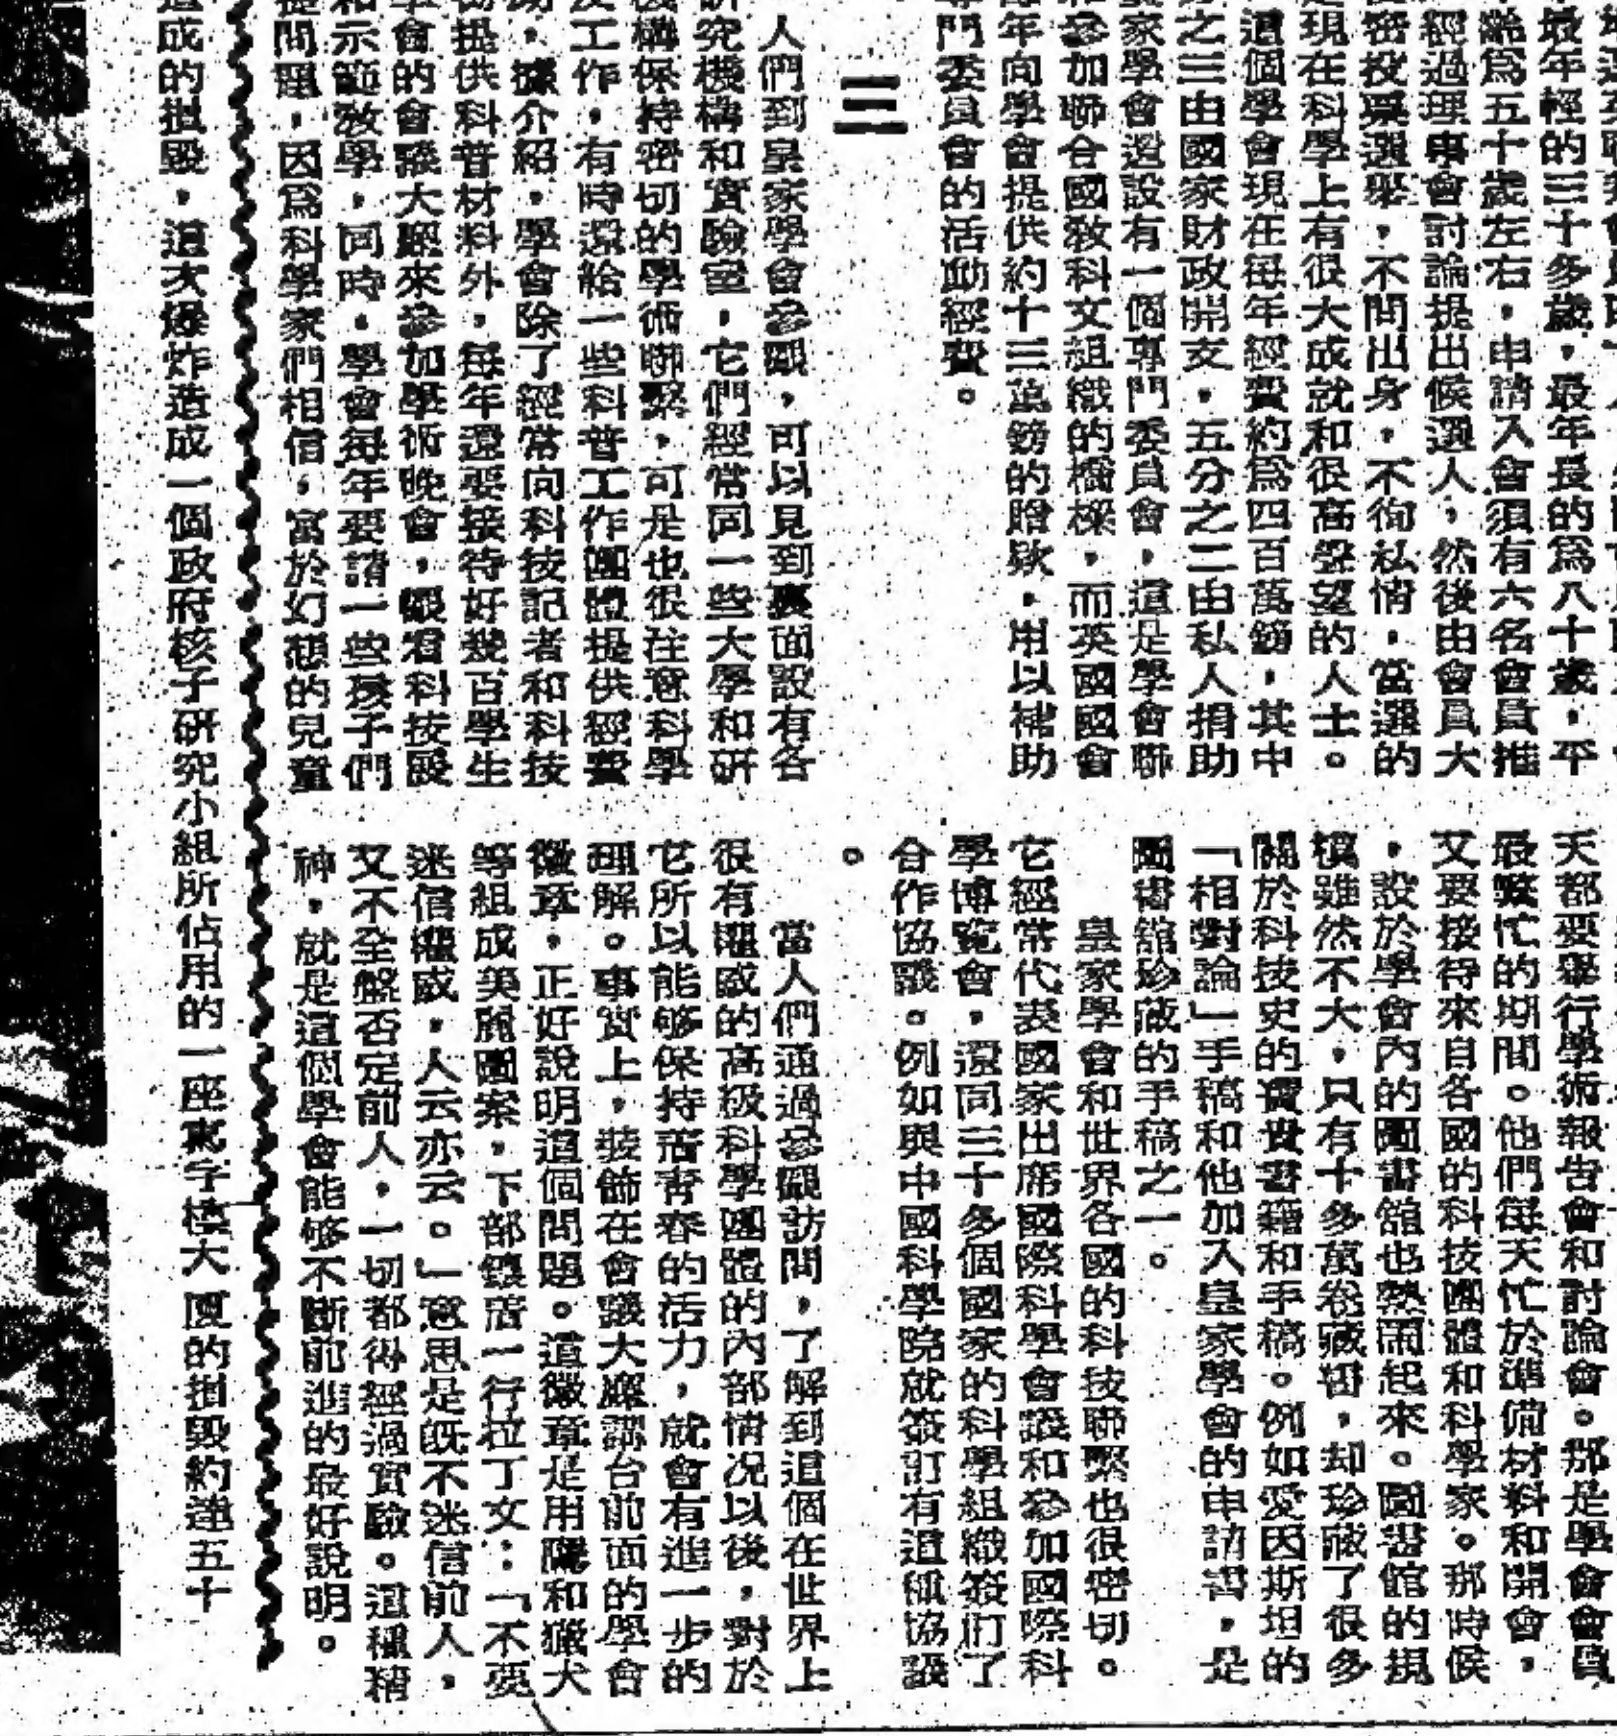 最年輕的三十多歲，最年長的爲八十歲，平
齡爲五十歲左右，申請入會須有六名會員推
經過理事會討論提出候選人，然後由會員大
密投票選舉，不問出身，不徇私情，當選的
現在科學上有很大成就和很高聲望的人士。
這個學會現在每年經費約爲四百萬鎊，其中
之三由國家財政開支，五分之二由私人捐助
家學會還設有一個專門委員會，這是學會聯
參加聯合國敎科文組織的橋樑，而英國國會
年向學會提供約十三萬鎊的贈欵，用以補助
門委員會的活動經費。
三
人們到皇家學會參觀，可以見到裏面設有各
研究機構和實驗室，它們經常同一些大學和研
機構保持密切的學術聯繫，可是也很注意科學
工作，有時還給一些科普工作團體提供經費
，據介紹，學會除了經常向科技記者和科技
提供科普材料外，每年還要接待好幾百學生
會的會議大廳來參加學術晚會，觀看科技設
和示範敎學，同時，學會每年要請一些孩子們
提問題，因爲科學家們相信，富於幻想的兒童
天都要舉行學術報告會和討論會。那是學會會員
最繁忙的期間。他們每天忙於準備材料和開會，
又要接待來自各國的科技團體和科學家。那時候
，設於學會內的圖書館也熱鬧起來。圖書館的規
模雖然不大，只有十多萬卷藏書，却珍藏了很多
關於科技史的寶貴書籍和手稿。例如愛因斯坦的
「相對論」手稿和他加入皇家學會的申請書，是
圖書館珍藏的手稿之一。
皇家學會和世界各國的科技聯繫也很密切。
它經常代表國家出席國際科學會議和參加國際科
學博覽會，還同三十多個國家的科學組織簽訂了
合作協議。例如與中國科學院就簽訂有這種協議
。
當人們通過參觀訪問，了解到這個在世界上
很有權威的高級科學團體的內部情況以後，對於
它所以能够保持着靑春的活力，就會有進一步的
理解。事實上，裝飾在會議大廳講台前面的學會
徽章，正好說明這個問題。這徽章是用鷹和獵犬
等組成美麗圖案，下部鑲着一行拉丁文：「不要
迷信權威，人云亦云。」意思是旣不迷信前人，
又不全盤否定前人，一切都得經過實驗。這種精
神，就是這個學會能够不斷前進的最好說明。
造成的損毀，這次爆炸造成一個政府核子研究小組所佔用的一座寫字樓大厦的損毀約達五十